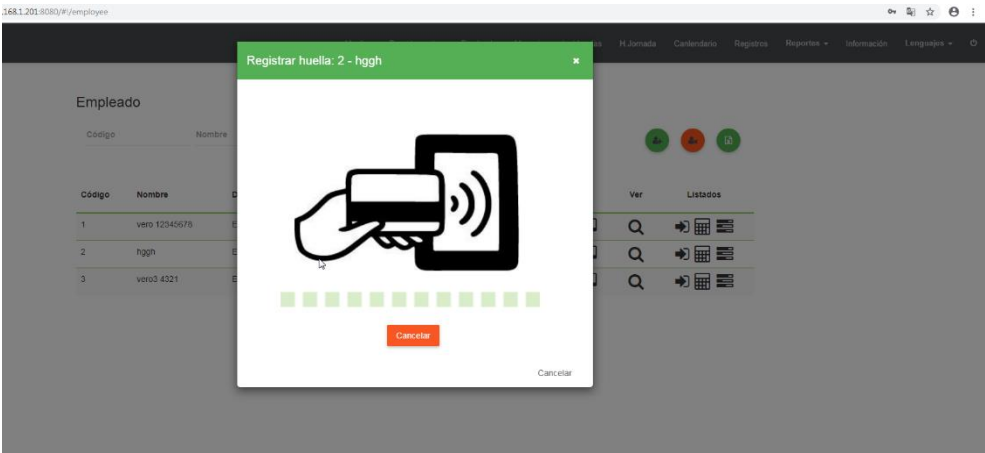 .168.1.201:8080/#!/employee
H.Jornada Canlendario Registros Reportes Información Lenguajes
Registrar huella: 2 - hggh
Empleado
Código Nombre
Código Nombre Ver Listados
1 vero 12345678
2 hggh
3 vero3 4321
Cancelar
Cancelar